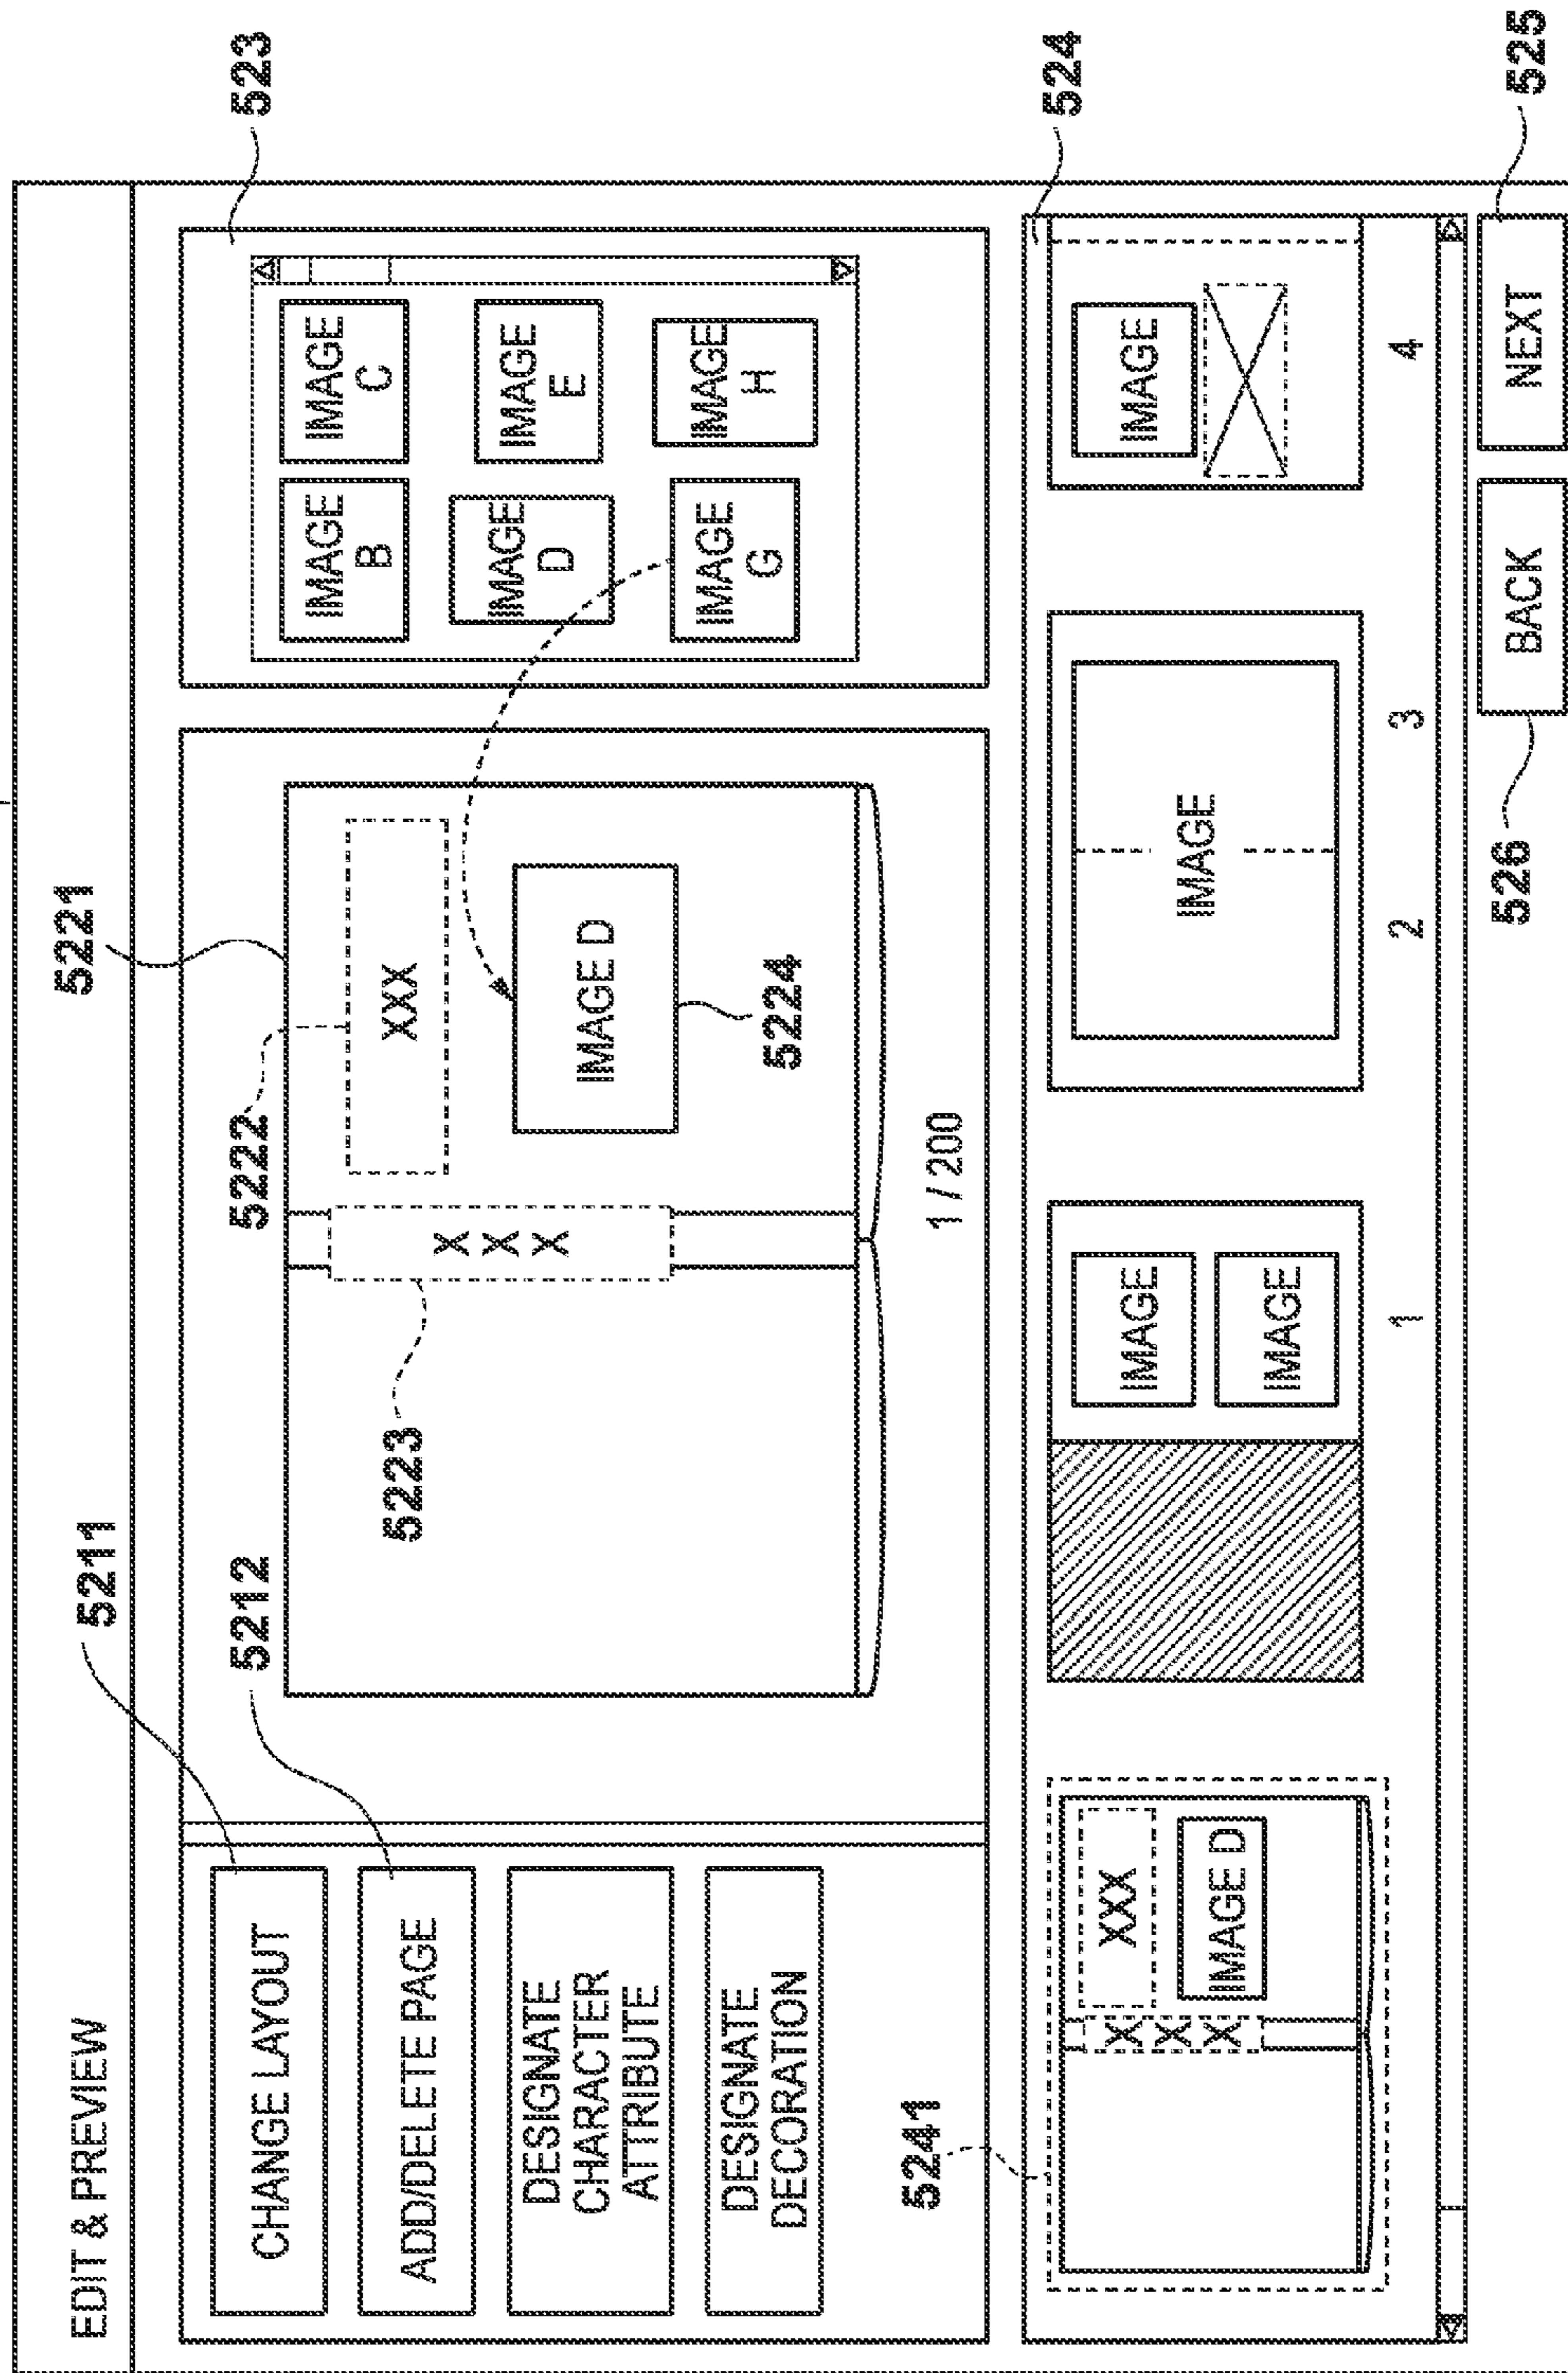 EDIT & PREVIEW
5211
5212
5221
5222
5223
5224
523
CHANGE LAYOUT
ADD/DELETE PAGE
DESIGNATE
CHARACTER
ATTRIBUTE
DESIGNATE
DECORATION
XXX
X
X
X
IMAGE D
1 / 200
IMAGE
B
IMAGE
C
IMAGE
D
IMAGE
E
IMAGE
G
IMAGE
H
5241
524
XXX
X
X
X
IMAGE D
IMAGE
IMAGE
1
IMAGE
2
3
IMAGE
4
526
BACK
NEXT
525